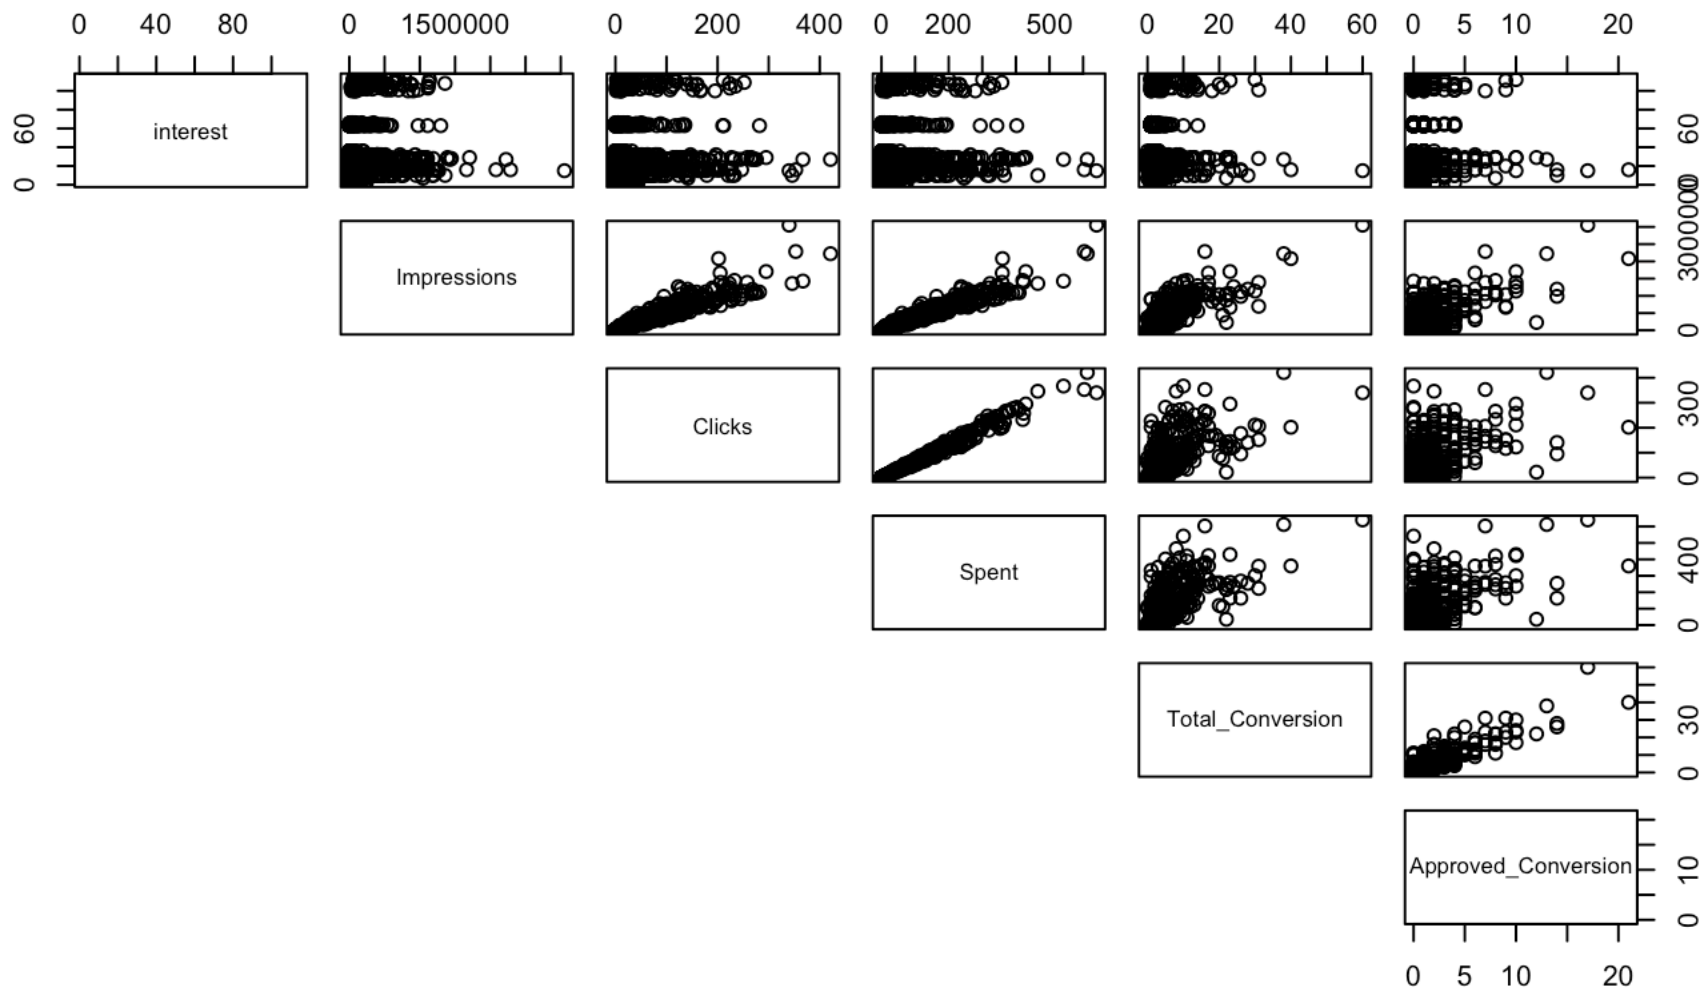 0 40 80 0 1500000 0 200 400 0 200 500 0 20 40 60 0 5 10 20
interest
0 60
0 60
Impressions
0 3000000
Clicks
0 300
Spent
0 400
Total_Conversion
0 30
Approved_Conversion
0 10
0 5 10 20